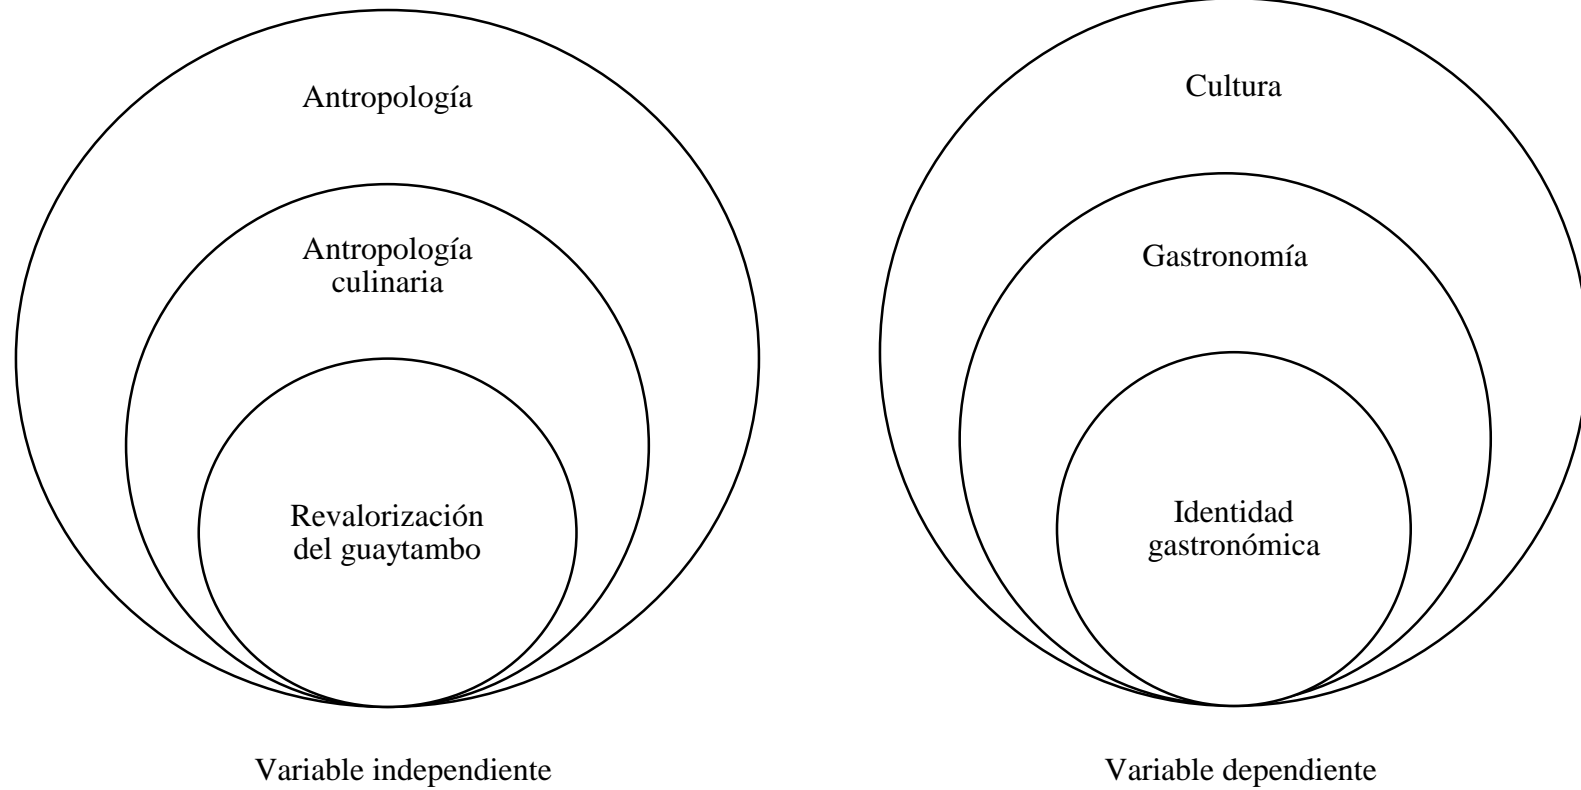 Antropología
Antropología
culinaria
Revalorización
del guaytambo
Variable independiente
Cultura
Gastronomía
Identidad
gastronómica
Variable dependiente